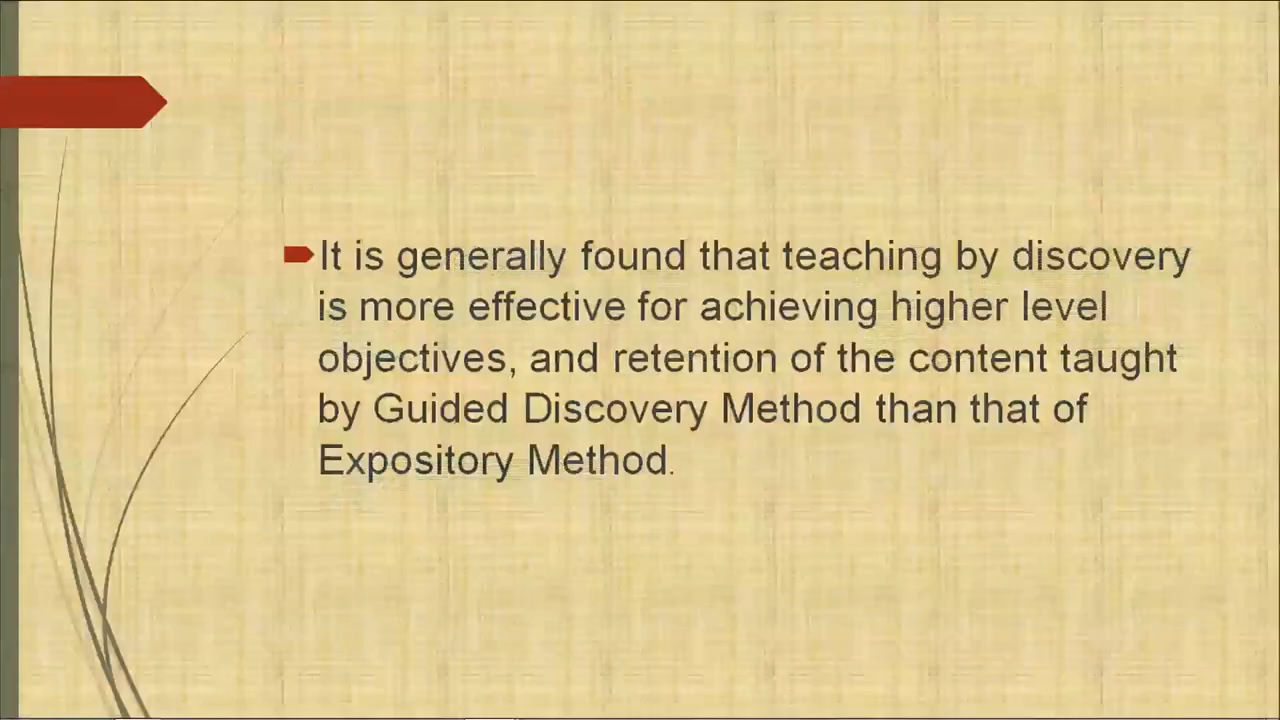 It is generally found that teaching by discovery
is more effective for achieving higher level
objectives, and retention of the content taught
by Guided Discovery Method than that of
Expository Method.